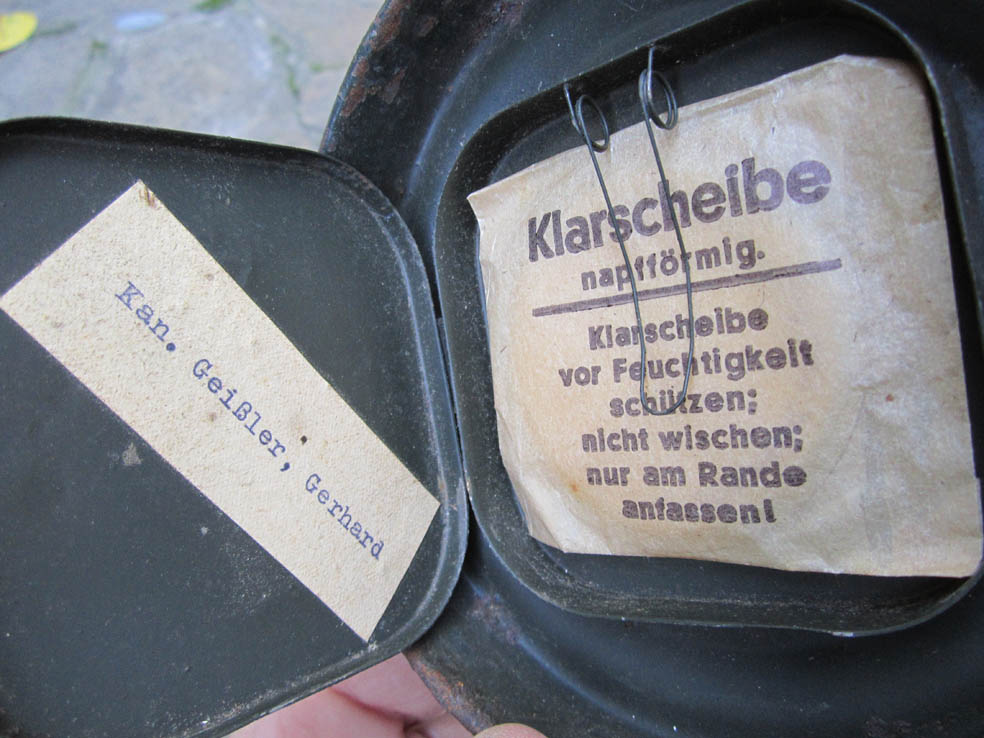 Kan. Geißler, Gerhard
Klarscheibe
napfförmig.
Klarscheibe
vor Feuchtigkeit
schützen;
nicht wischen;
nur am Rande
anfassen!